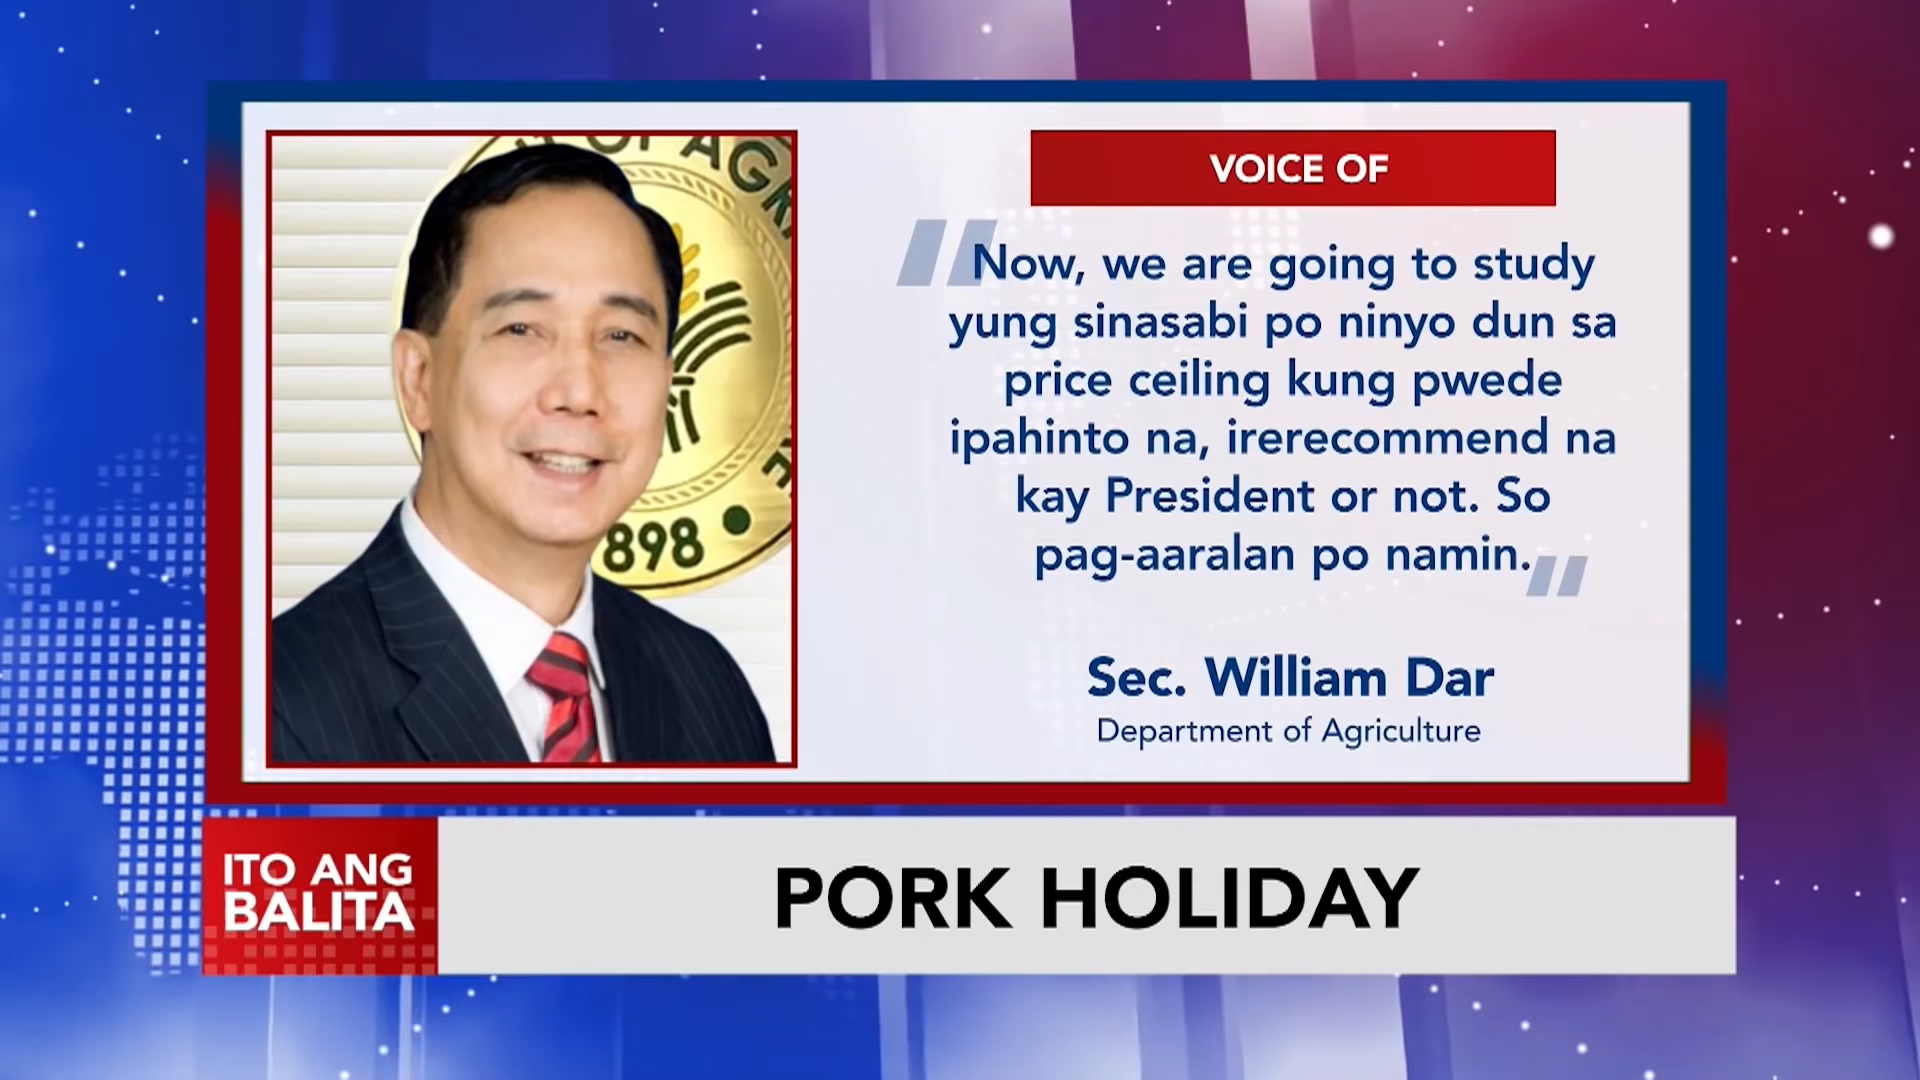 VOICE OF
Now, we are going to study
yung sinasabi po ninyo dun sa
price ceiling kung pwede
ipahinto na, irerecommend na
kay President or not. So
pag-aaralan po namin.
Sec. William Dar
Department of Agriculture
898
ITO ANG
BALITA
PORK HOLIDAY